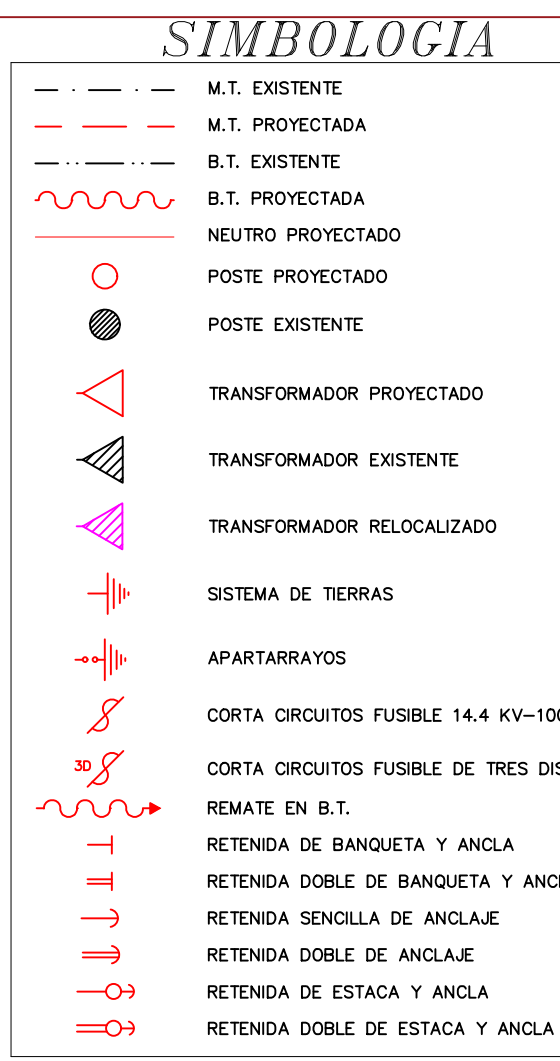 SIMBOLOGIA
M.T. EXISTENTE
M.T. PROYECTADA
B.T. EXISTENTE
B.T. PROYECTADA
NEUTRO PROYECTADO
POSTE PROYECTADO
POSTE EXISTENTE
TRANSFORMADOR PROYECTADO
TRANSFORMADOR EXISTENTE
TRANSFORMADOR RELOCALIZADO
SISTEMA DE TIERRAS
APARTARRAYOS
CORTA CIRCUITOS FUSIBLE 14.4 KV-100
3D CORTA CIRCUITOS FUSIBLE DE TRES DIS
REMATE EN B.T.
RETENIDA DE BANQUETA Y ANCLA
RETENIDA DOBLE DE BANQUETA Y ANCL
RETENIDA SENCILLA DE ANCLAJE
RETENIDA DOBLE DE ANCLAJE
RETENIDA DE ESTACA Y ANCLA
RETENIDA DOBLE DE ESTACA Y ANCLA